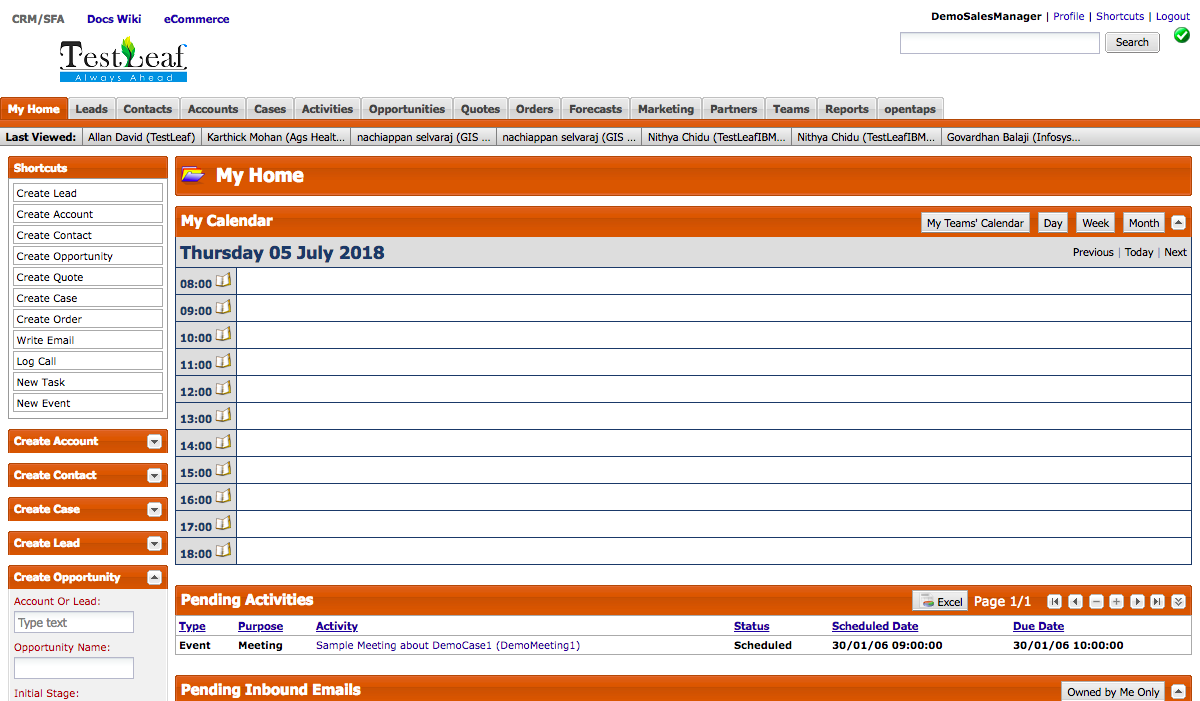 CRM/SFA Docs Wiki eCommerce
DemoSalesManager | Profile | Shortcuts | Logout
TestLeaf
Always Ahead
Search
My Home Leads Contacts Accounts Cases Activities Opportunities Quotes Orders Forecasts Marketing Partners Teams Reports opentaps
Last Viewed: Allan David (TestLeaf) Karthick Mohan (Ags Healt... nachiappan selvaraj (GIS ... nachiappan selvaraj (GIS ... Nithya Chidu (TestLeafIBM... Nithya Chidu (TestLeafIBM... Govardhan Balaji (Infosys...
Shortcuts
Create Lead
Create Account
Create Contact
Create Opportunity
Create Quote
Create Case
Create Order
Write Email
Log Call
New Task
New Event
Create Account
Create Contact
Create Case
Create Lead
Create Opportunity
Account Or Lead:
Type text
Opportunity Name:
Initial Stage:
My Home
My Calendar My Teams' Calendar Day Week Month
Thursday 05 July 2018 Previous | Today | Next
08:00
09:00
10:00
11:00
12:00
13:00
14:00
15:00
16:00
17:00
18:00
Pending Activities Excel Page 1/1
Type Purpose Activity Status Scheduled Date Due Date
Event Meeting Sample Meeting about DemoCase1 (DemoMeeting1) Scheduled 30/01/06 09:00:00 30/01/06 10:00:00
Pending Inbound Emails Owned by Me Only